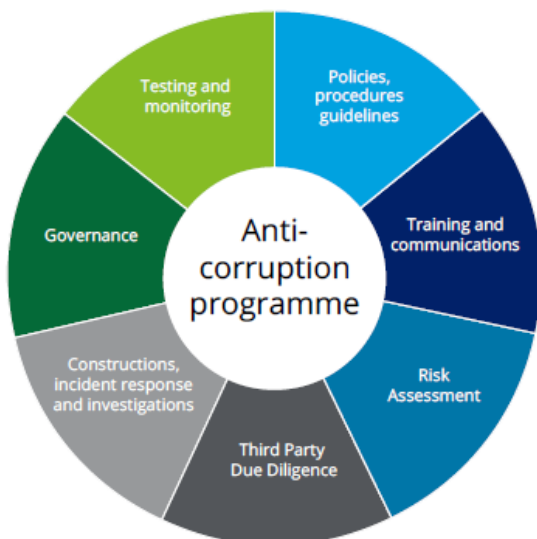 Anti-
corruption
programme
Policies,
procedures
guidelines
Training and
communications
Risk
Assessment
Third Party
Due Diligence
Constructions,
incident response
and investigations
Governance
Testing and
monitoring